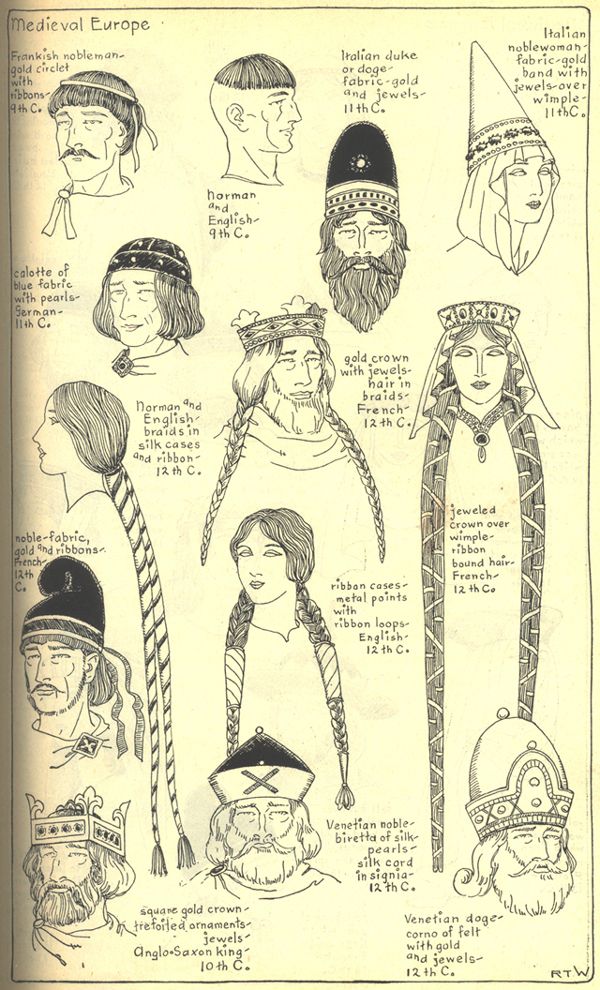 Medieval Europe
Frankish nobleman-
gold circlet
with
ribbons-
9th C.
Norman
and
English-
9th C.
Italian duke
or doge-
fabric-gold
and jewels-
11th C.
Italian
noblewoman-
fabric-gold
band with
jewels-over
wimple-
11th C.
calotte of
blue fabric
with pearls-
German-
11th C.
gold crown
with jewels-
hair in
braids-
French-
12th C.
Norman and
English-
braids in
silk cases
and ribbon-
12th C.
jeweled
crown over
wimple-
ribbon
bound hair-
French-
12th C.
noble-fabric,
gold and ribbons-
French-
12th
C.
ribbon cases-
metal points
with
ribbon loops-
English-
12th C.
Venetian noble-
biretta of silk-
pearls-
silk cord
insignia-
12th C.
square gold crown-
trefoiled ornaments-
jewels-
Anglo-Saxon king-
10th C.
Venetian doge-
corno of felt
with gold
and jewels-
12th C.
RTW